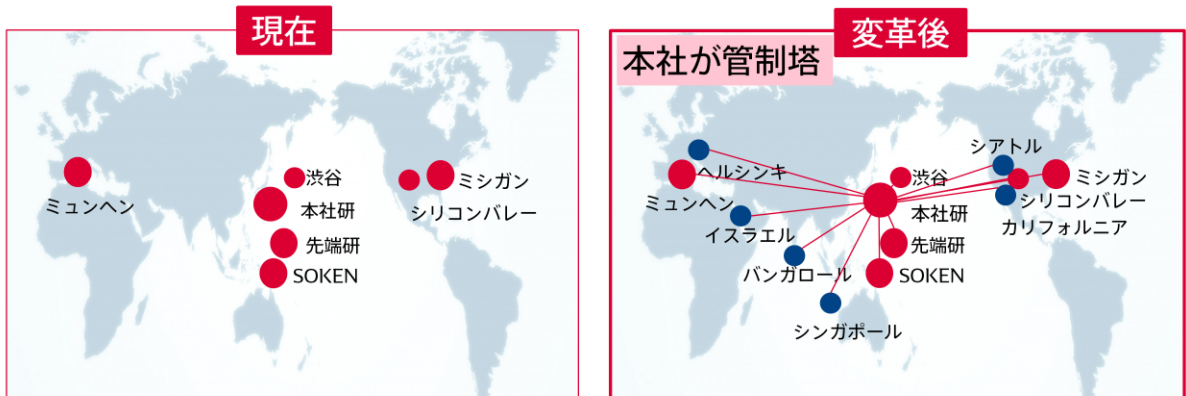 現在
渋谷
ミシガン
ミュンヘン
本社研
シリコンバレー
先端研
SOKEN
変革後
本社が管制塔
シアトル
ヘルシンキ
渋谷
ミシガン
ミュンヘン
本社研
シリコンバレー
カリフォルニア
イスラエル
先端研
バンガロール
SOKEN
シンガポール